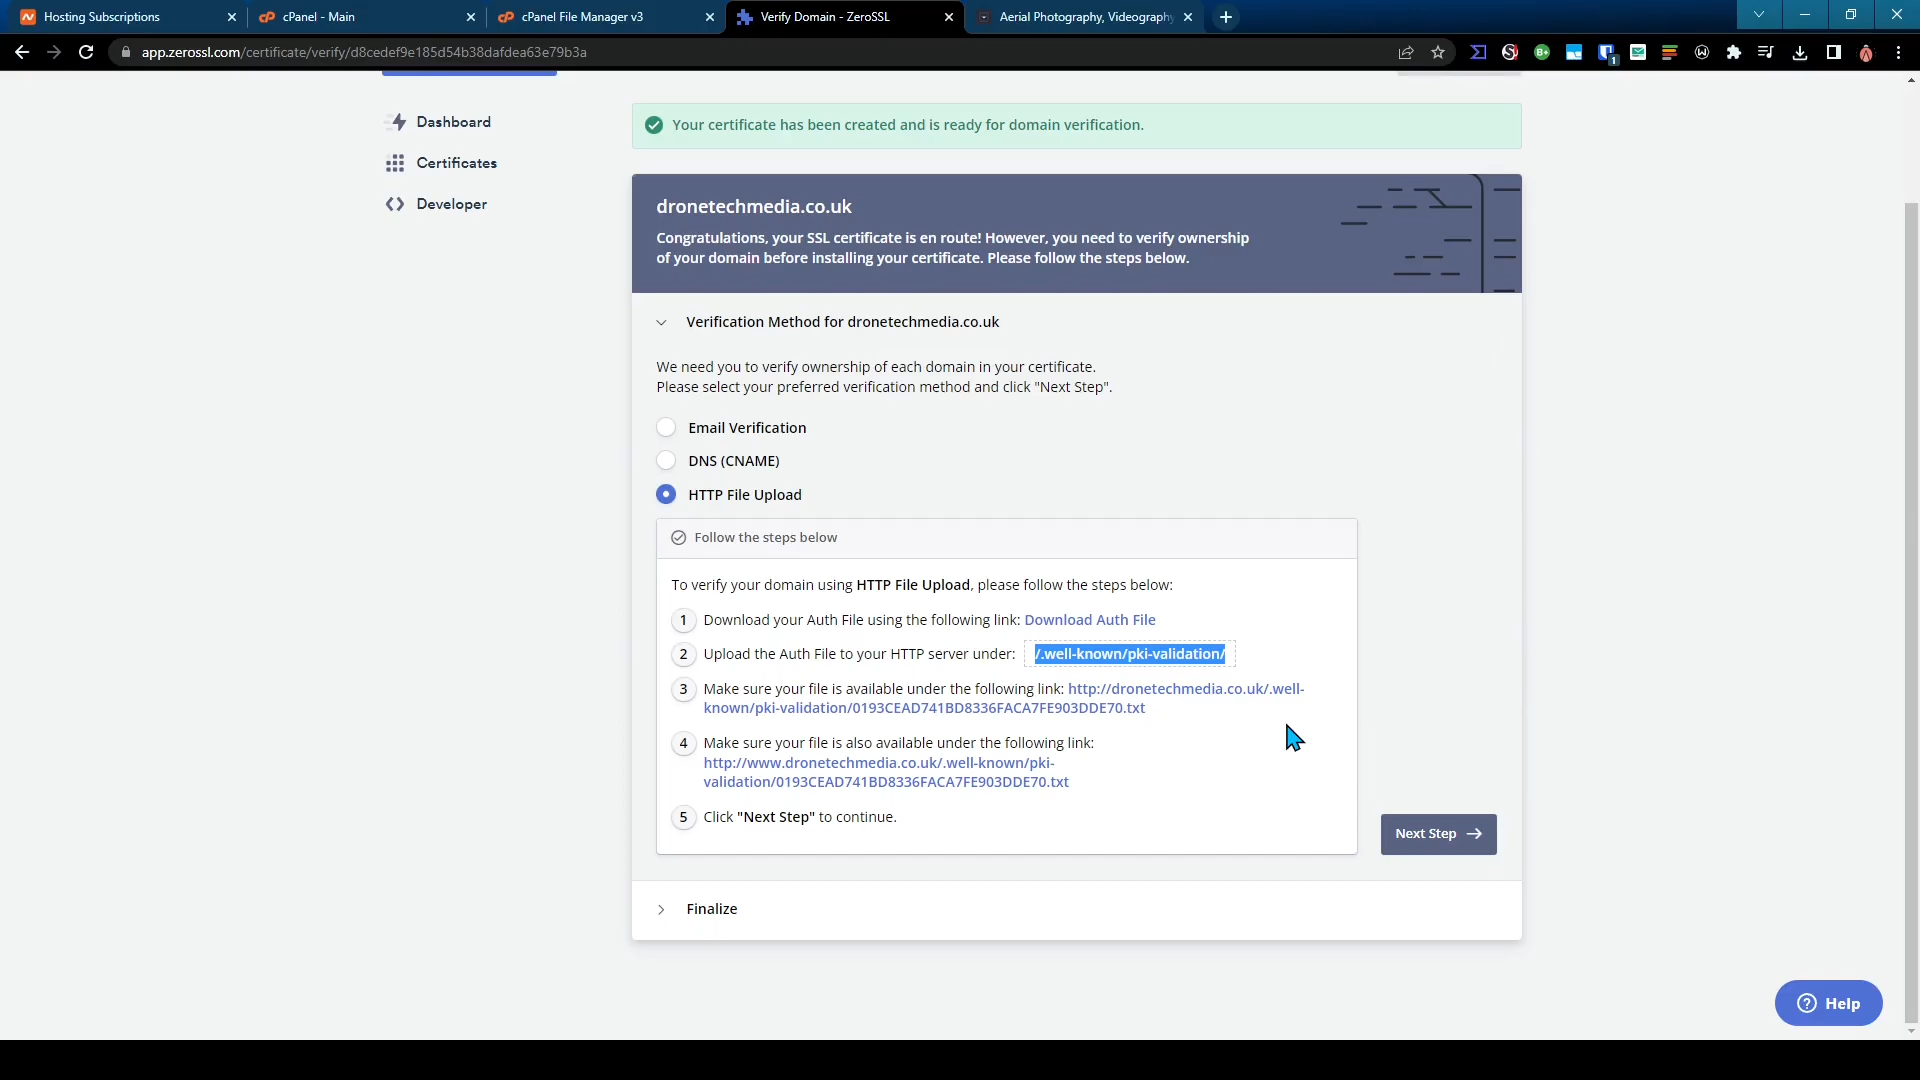 Hosting Subscriptions
cPanel - Main
cPanel File Manager v3
Verify Domain - ZeroSSL
Aerial Photography, Videography
app.zerossl.com/certificate/verify/d8cedef9e185d54b38dafdea63e79b3a
Dashboard
Certificates
Developer
Your certificate has been created and is ready for domain verification.
dronetechmedia.co.uk
Congratulations, your SSL certificate is en route! However, you need to verify ownership
of your domain before installing your certificate. Please follow the steps below.
Verification Method for dronetechmedia.co.uk
We need you to verify ownership of each domain in your certificate.
Please select your preferred verification method and click "Next Step".
Email Verification
DNS (CNAME)
HTTP File Upload
Follow the steps below
To verify your domain using HTTP File Upload, please follow the steps below:
1 Download your Auth File using the following link: Download Auth File
2 Upload the Auth File to your HTTP server under: /.well-known/pki-validation/
3 Make sure your file is available under the following link: http://dronetechmedia.co.uk/.well-
known/pki-validation/0193CEAD741BD8336FACA7FE903DDE70.txt
4 Make sure your file is also available under the following link:
http://www.dronetechmedia.co.uk/.well-known/pki-
validation/0193CEAD741BD8336FACA7FE903DDE70.txt
5 Click "Next Step" to continue.
Next Step
Finalize
Help